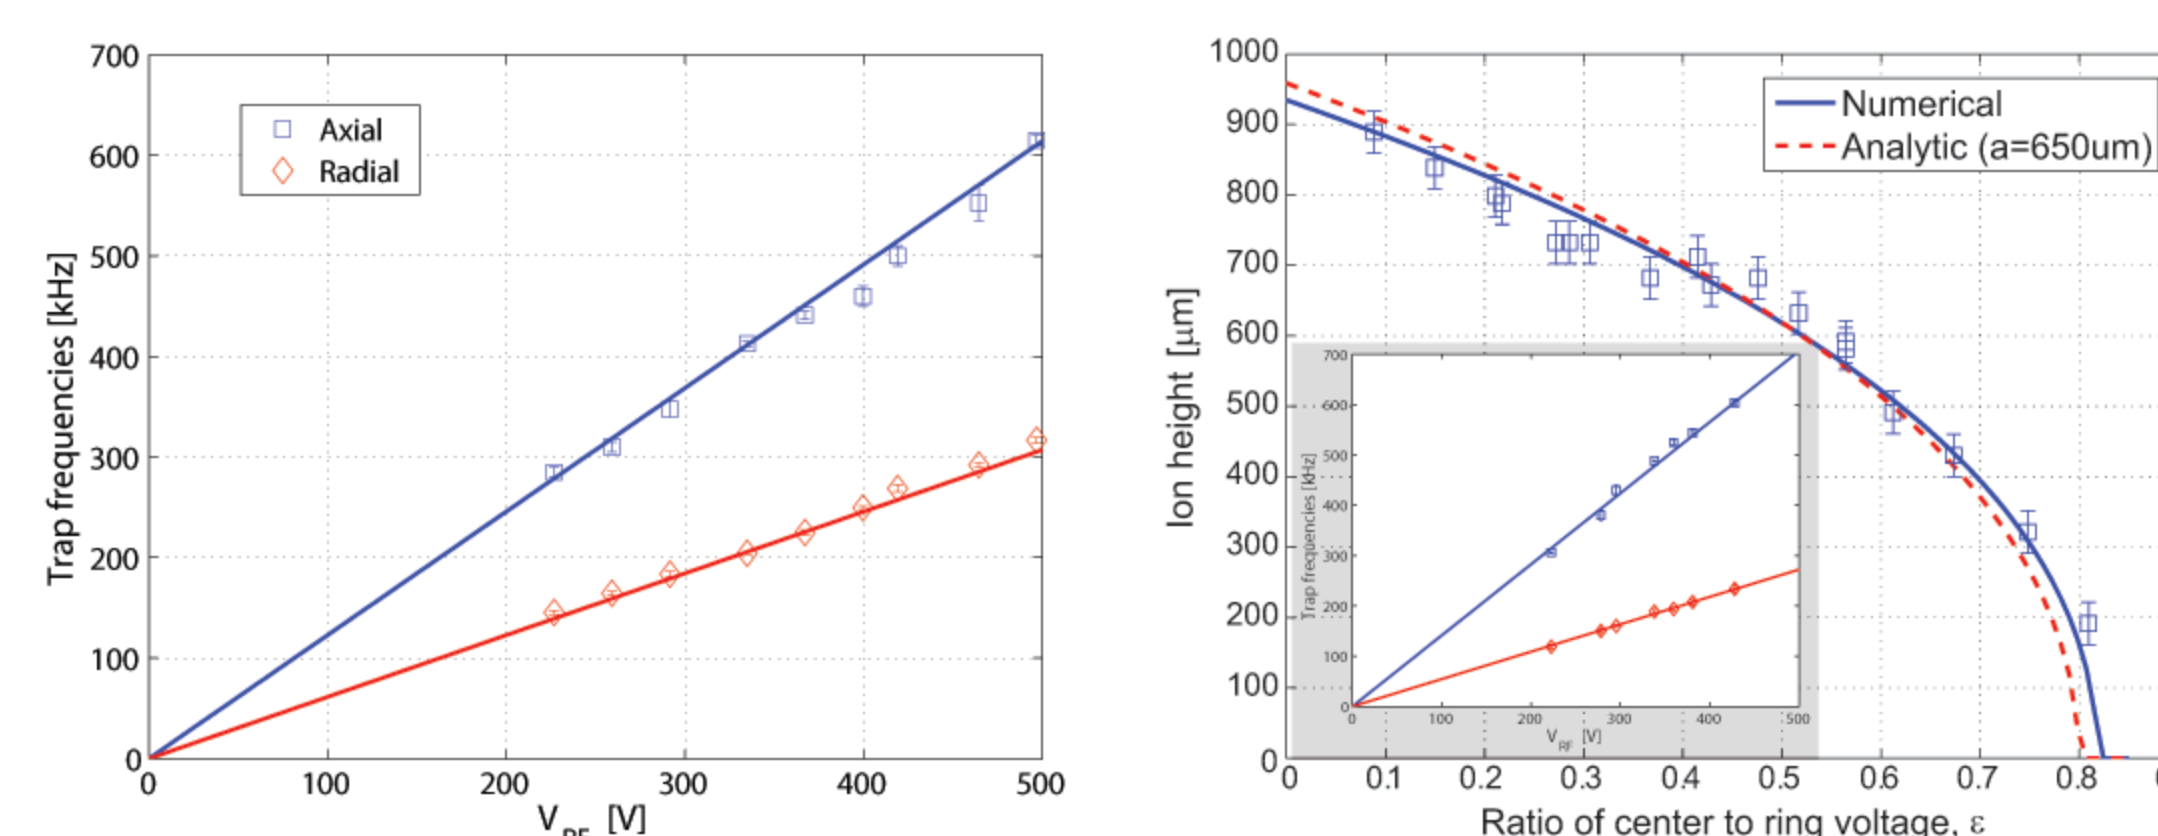 700
600
500
400
300
200
100
0
Trap frequencies [kHz]
Axial
Radial
0 100 200 300 400 500
V RF [V]
1000
900
800
700
600
500
400
300
200
100
0
Ion height [μm]
Numerical
Analytic (a=650um)
700
600
500
400
300
200
100
0
Trap frequencies [kHz]
0 100 200 300 400 500
V RF [V]
0 0.1 0.2 0.3 0.4 0.5 0.6 0.7 0.8
Ratio of center to ring voltage, ε